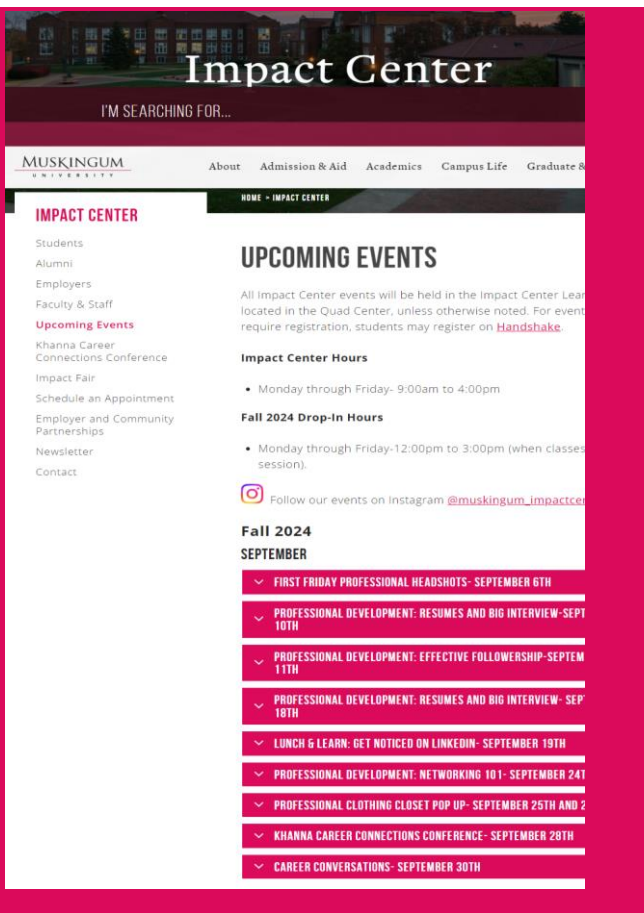 Impact Center
I'M SEARCHING FOR...
MUSKINGUM
UNIVERSITY
About Admission & Aid Academics Campus Life Graduate &
HOME - IMPACT CENTER
IMPACT CENTER
Students
Alumni
Employers
Faculty & Staff
Upcoming Events
Khanna Career
Connections Conference
Impact Fair
Schedule an Appointment
Employer and Community
Partnerships
Newsletter
Contact
UPCOMING EVENTS
All Impact Center events will be held in the Impact Center Lear
located in the Quad Center, unless otherwise noted. For event
require registration, students may register on Handshake.
Impact Center Hours
• Monday through Friday- 9:00am to 4:00pm
Fall 2024 Drop-In Hours
• Monday through Friday-12:00pm to 3:00pm (when classes
session).
Follow our events on Instagram @muskingum_impactcer
Fall 2024
SEPTEMBER
FIRST FRIDAY PROFESSIONAL HEADSHOTS- SEPTEMBER 6TH
PROFESSIONAL DEVELOPMENT: RESUMES AND BIG INTERVIEW-SEPT
10TH
PROFESSIONAL DEVELOPMENT: EFFECTIVE FOLLOWERSHIP-SEPTEM
11TH
PROFESSIONAL DEVELOPMENT: RESUMES AND BIG INTERVIEW- SEP
18TH
LUNCH & LEARN: GET NOTICED ON LINKEDIN- SEPTEMBER 19TH
PROFESSIONAL DEVELOPMENT: NETWORKING 101- SEPTEMBER 24T
PROFESSIONAL CLOTHING CLOSET POP UP- SEPTEMBER 25TH AND 2
KHANNA CAREER CONNECTIONS CONFERENCE- SEPTEMBER 28TH
CAREER CONVERSATIONS- SEPTEMBER 30TH